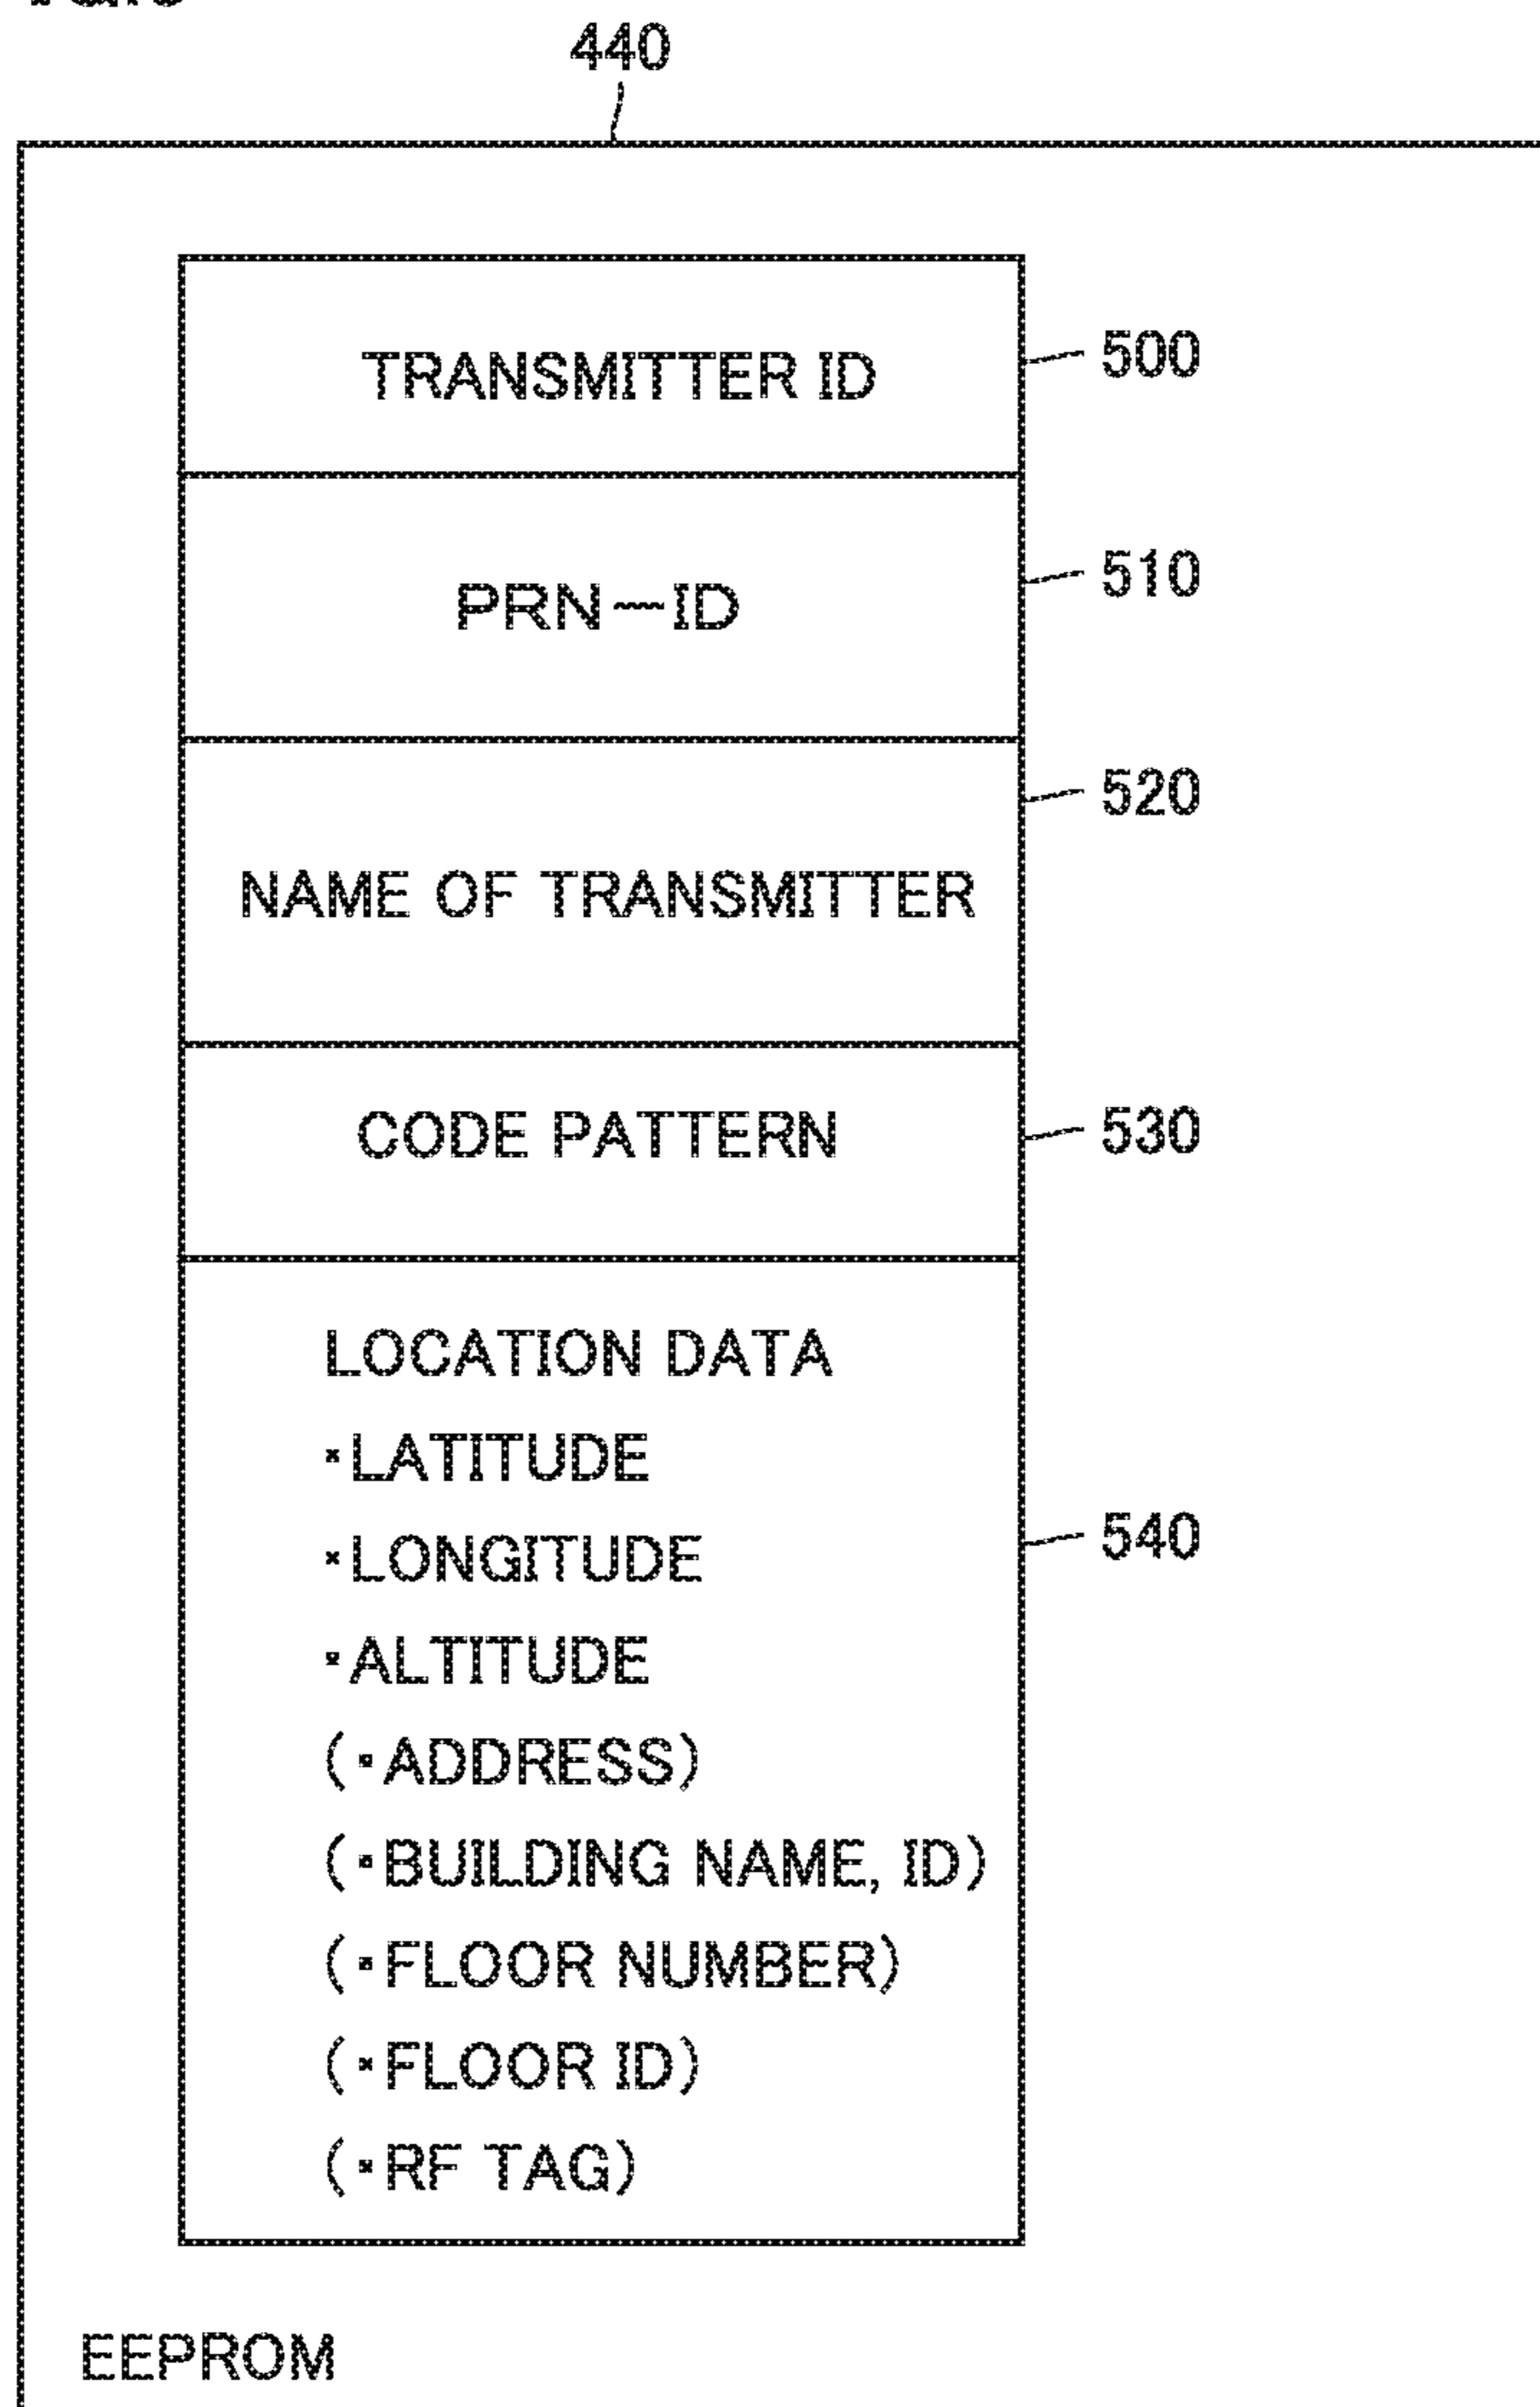 440
TRANSMITTER ID
500
PRN-ID
510
520
NAME OF TRANSMITTER
CODE PATTERN
530
LOCATION DATA
・LATITUDE
・LONGITUDE
540
・ALTITUDE
(・ADDRESS)
(・BUILDING NAME, ID)
(・FLOOR NUMBER)
(・FLOOR ID)
(・RF TAG)
EEPROM